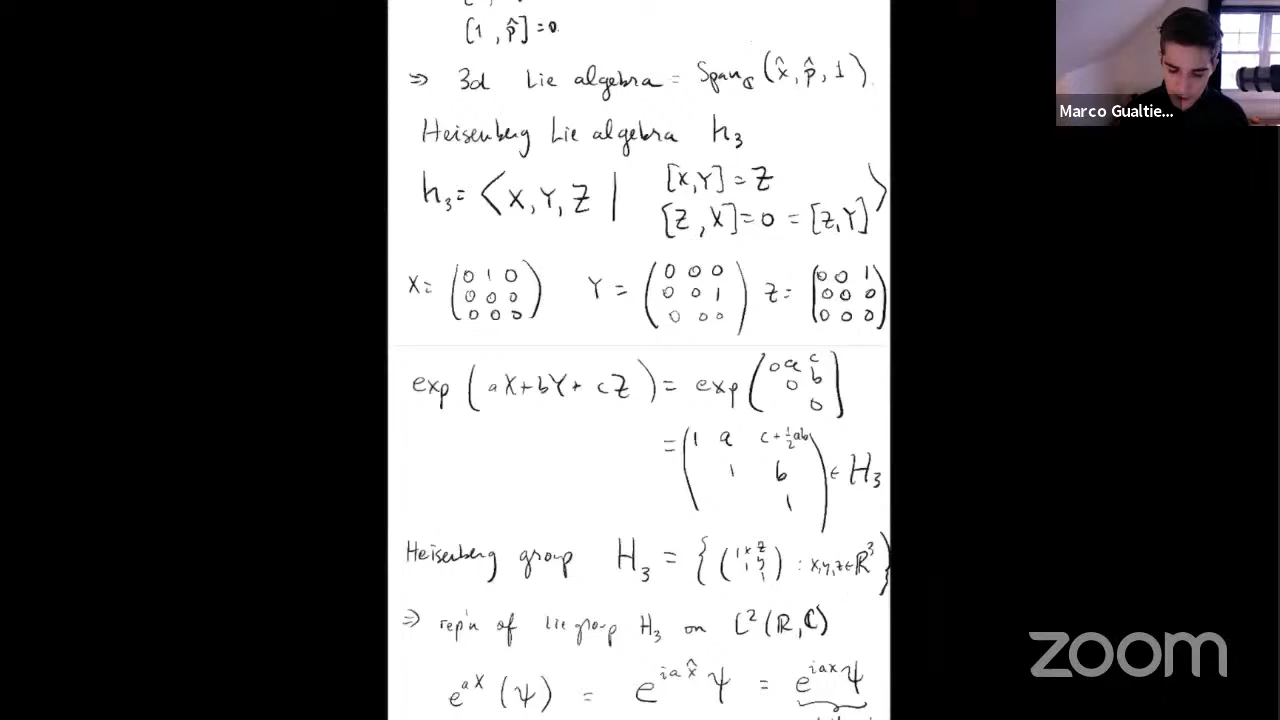 [1, p̂] = 0.
⇒ 3d Lie algebra = Span_ℂ (x̂, p̂, 1).
Heisenberg Lie algebra h₃
h₃ = ⟨ X, Y, Z | [X,Y] = Z
[Z, X] = 0 = [Z,Y] ⟩
X = (0 1 0
0 0 0
0 0 0) Y = (0 0 0
0 0 1
0 0 0) Z = (0 0 1
0 0 0
0 0 0)
exp (aX + bY + cZ) = exp (0 a c
0 b
0)
= (1 a c + ½ab
1 b
1) ∈ H₃
Heisenberg group H₃ = { (1 x z
1 y
1) : x,y,z ∈ ℝ³ }
⇒ rep'n of Lie group H₃ on L²(ℝ, ℂ)
e^{aX} (ψ) = e^{iax̂} ψ = e^{iax} ψ
Marco Gualtie...
zoom